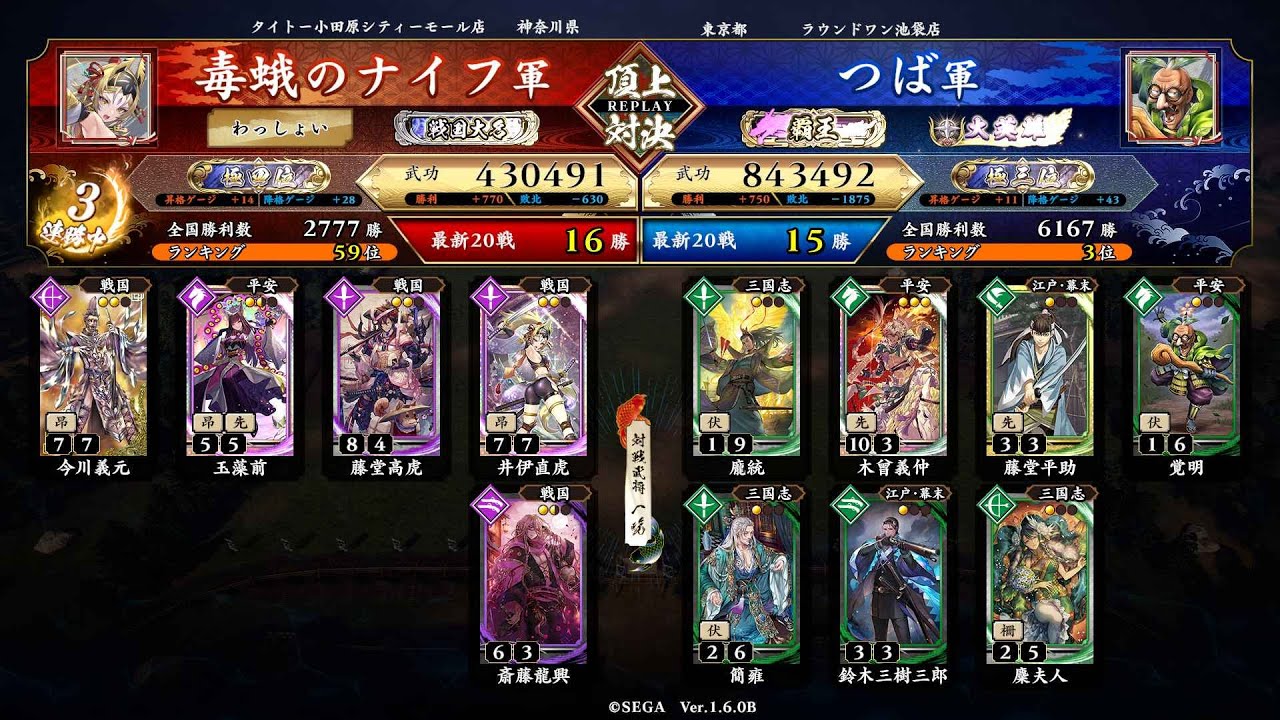 タイトー小田原シティーモール店 神奈川県
東京都 ラウンドワン池袋店
毒蛾のナイフ軍
頂上
REPLAY
対決
つば軍
わっしょい
戦国大名
覇王
大英雄
3
連勝中
極四位
武功 430491
武功 843492
極三位
昇格ゲージ +14 降格ゲージ +28
勝利 +770 敗北 -630
勝利 +750 敗北 -1875
昇格ゲージ +11 降格ゲージ +43
全国勝利数 2777勝
ランキング 59位
最新20戦 16勝
最新20戦 15勝
全国勝利数 6167勝
ランキング 3位
戦国 平安 戦国 戦国
三国志 平安 江戸・幕末 平安
昂 昂 先 昂
伏 先 先 伏
7 7 5 5 8 4 7 7
1 9 10 3 3 3 1 6
今川義元 玉藻前 藤堂高虎 井伊直虎
龐統 木曾義仲 藤堂平助 覚明
対戦武将一覧
戦国 三国志 江戸・幕末 三国志
伏 柵
6 3 2 6 3 3 2 5
斎藤龍興 簡雍 鈴木三樹三郎 麋夫人
©SEGA Ver.1.6.0B